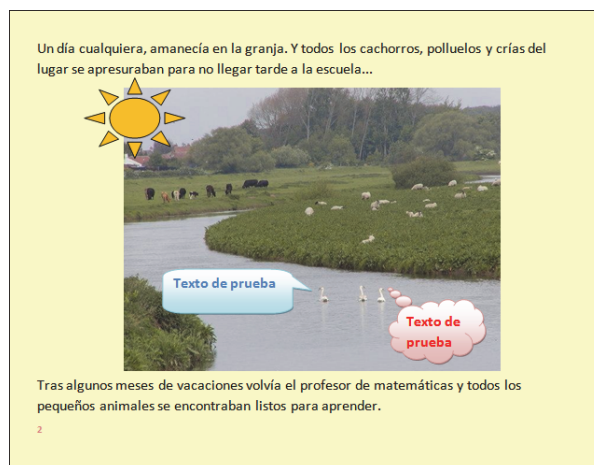 Un día cualquiera, amanecía en la granja. Y todos los cachorros, polluelos y crías del
lugar se apresuraban para no llegar tarde a la escuela...
Texto de prueba
Texto de
prueba
Tras algunos meses de vacaciones volvía el profesor de matemáticas y todos los
pequeños animales se encontraban listos para aprender.
2